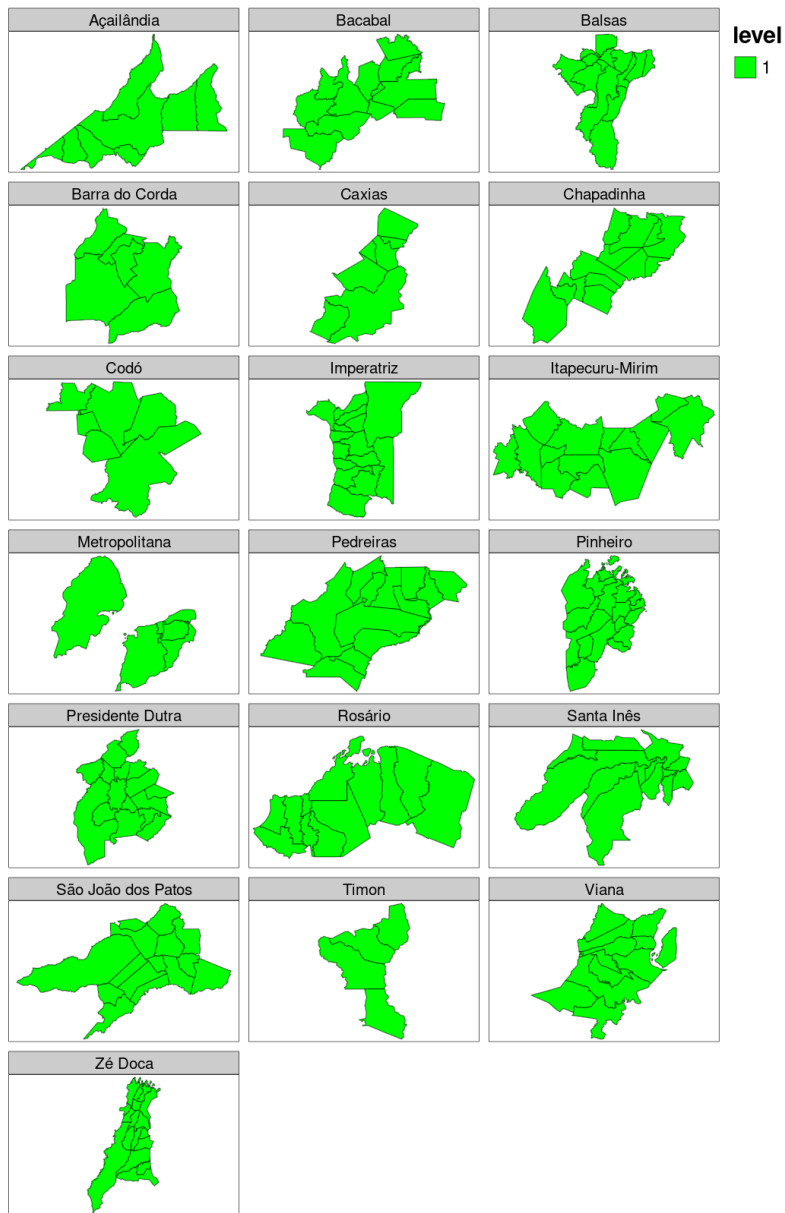 Açailândia
Bacabal
Balsas
level
1
Barra do Corda
Caxias
Chapadinha
Codó
Imperatriz
Itapecuru-Mirim
Metropolitana
Pedreiras
Pinheiro
Presidente Dutra
Rosário
Santa Inês
São João dos Patos
Timon
Viana
Zé Doca